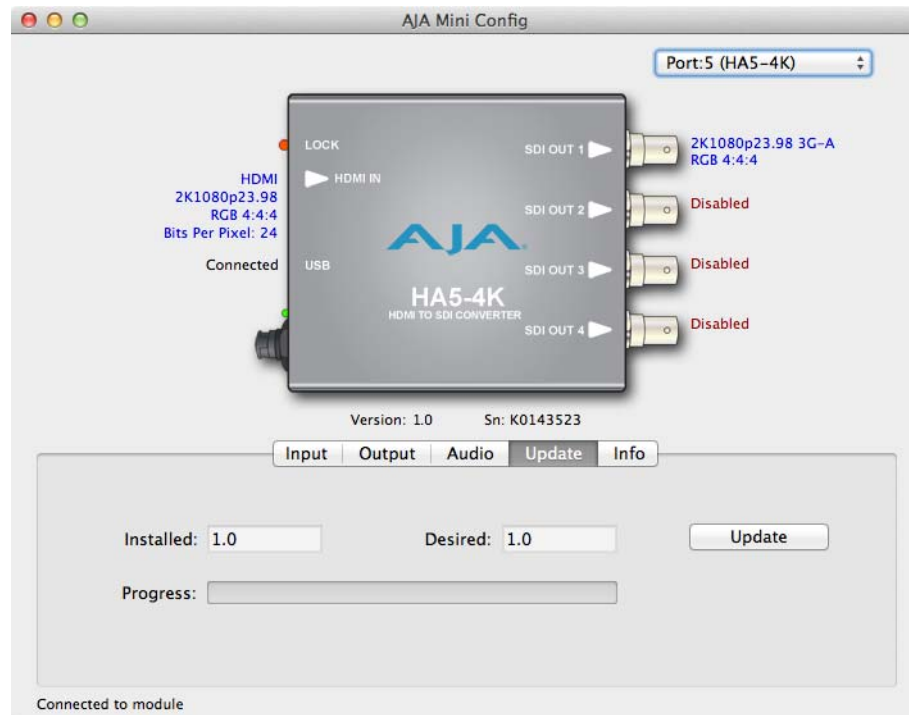 AJA Mini Config
Port:5 (HA5-4K)
LOCK
HDMI IN
HDMI
2K1080p23.98
RGB 4:4:4
Bits Per Pixel: 24
Connected
USB
SDI OUT 1
2K1080p23.98 3G-A
RGB 4:4:4
SDI OUT 2
Disabled
AJA
SDI OUT 3
Disabled
HA5-4K
HDMI TO SDI CONVERTER
SDI OUT 4
Disabled
Version: 1.0 Sn: K0143523
Input Output Audio Update Info
Installed: 1.0 Desired: 1.0 Update
Progress:
Connected to module